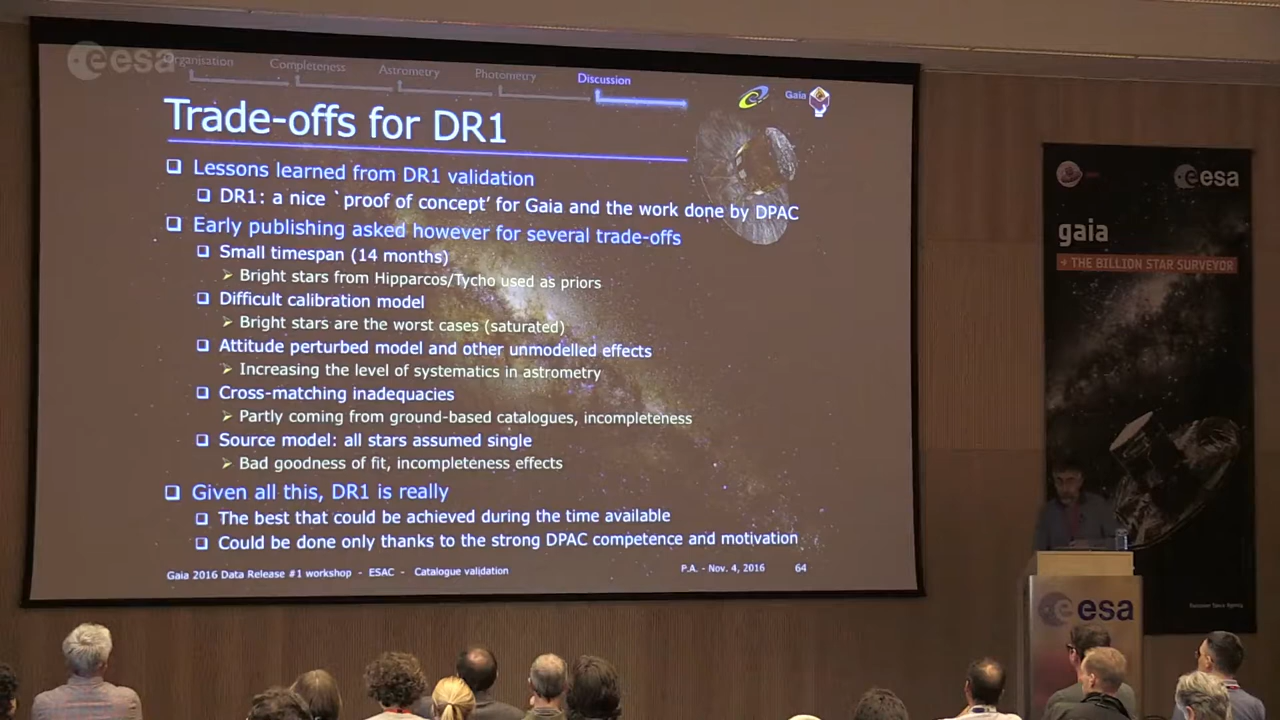 esa
Organisation
Completeness
Astrometry
Photometry
Discussion
Gaia
Trade-offs for DR1
Lessons learned from DR1 validation
DR1: a nice `proof of concept’ for Gaia and the work done by DPAC
Early publishing asked however for several trade-offs
Small timespan (14 months)
Bright stars from Hipparcos/Tycho used as priors
Difficult calibration model
Bright stars are the worst cases (saturated)
Attitude perturbed model and other unmodelled effects
Increasing the level of systematics in astrometry
Cross-matching inadequacies
Partly coming from ground-based catalogues, incompleteness
Source model: all stars assumed single
Bad goodness of fit, incompleteness effects
Given all this, DR1 is really
The best that could be achieved during the time available
Could be done only thanks to the strong DPAC competence and motivation
Gaia 2016 Data Release #1 workshop - ESAC - Catalogue validation
P.A. - Nov. 4, 2016
64
esa
gaia
→ THE BILLION STAR SURVEYOR
European Space Agency
esa